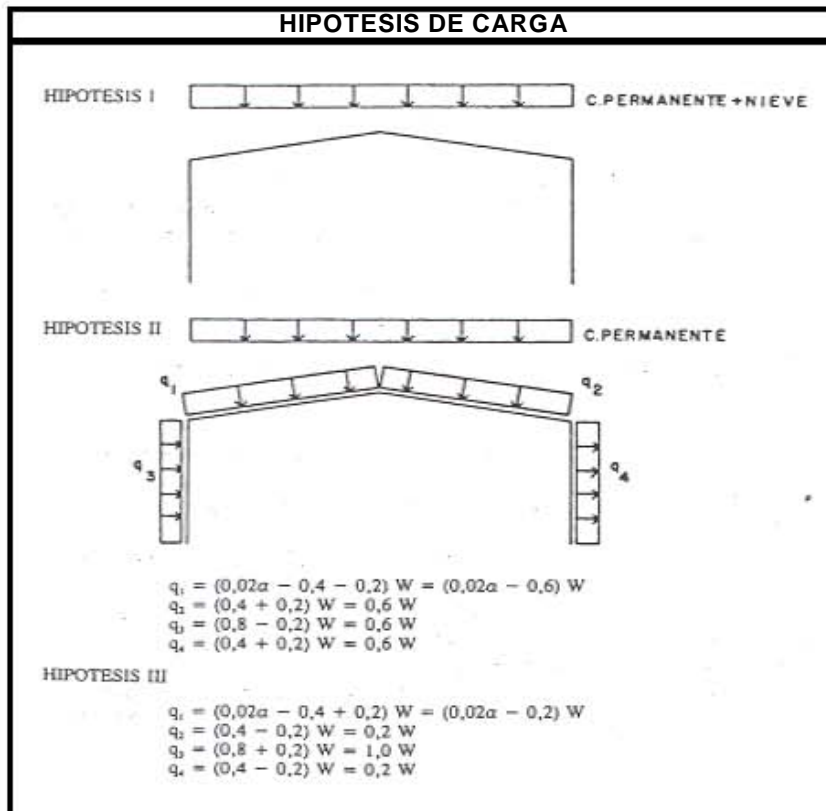 HIPOTESIS DE CARGA
HIPOTESIS I
C.PERMANENTE+NIEVE
HIPOTESIS II
C.PERMANENTE
q₁
q₂
q₃
q₄
q₁ = (0,02α − 0,4 − 0,2) W = (0,02α − 0,6) W
q₂ = (0,4 + 0,2) W = 0,6 W
q₃ = (0,8 − 0,2) W = 0,6 W
q₄ = (0,4 + 0,2) W = 0,6 W
HIPOTESIS III
q₁ = (0,02α − 0,4 + 0,2) W = (0,02α − 0,2) W
q₂ = (0,4 − 0,2) W = 0,2 W
q₃ = (0,8 + 0,2) W = 1,0 W
q₄ = (0,4 − 0,2) W = 0,2 W